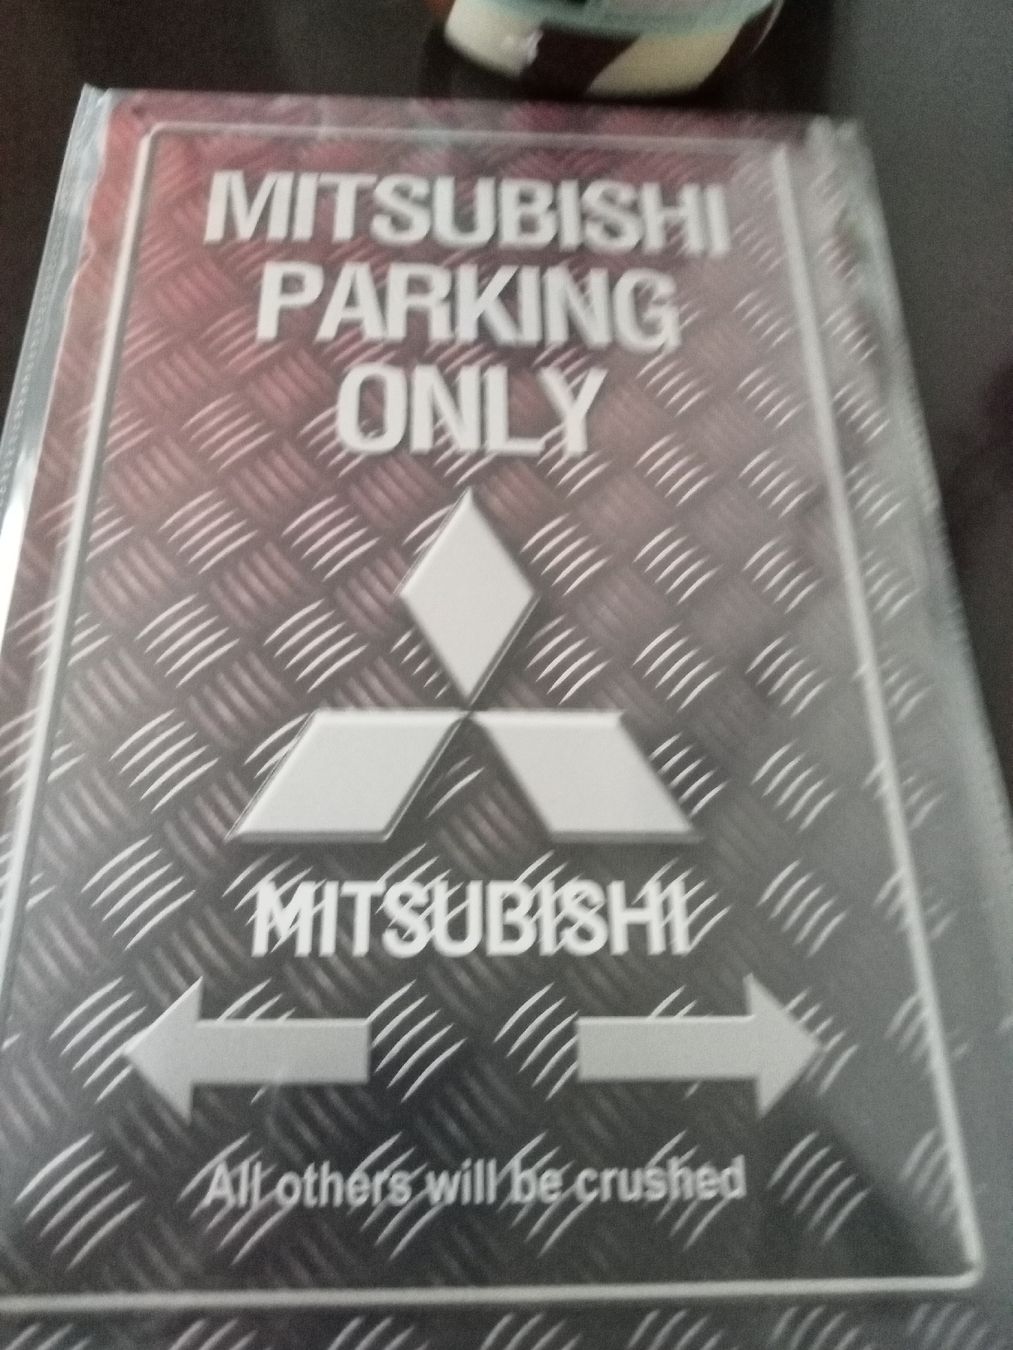 MITSUBISHI
PARKING
ONLY
MITSUBISHI
All others will be crushed